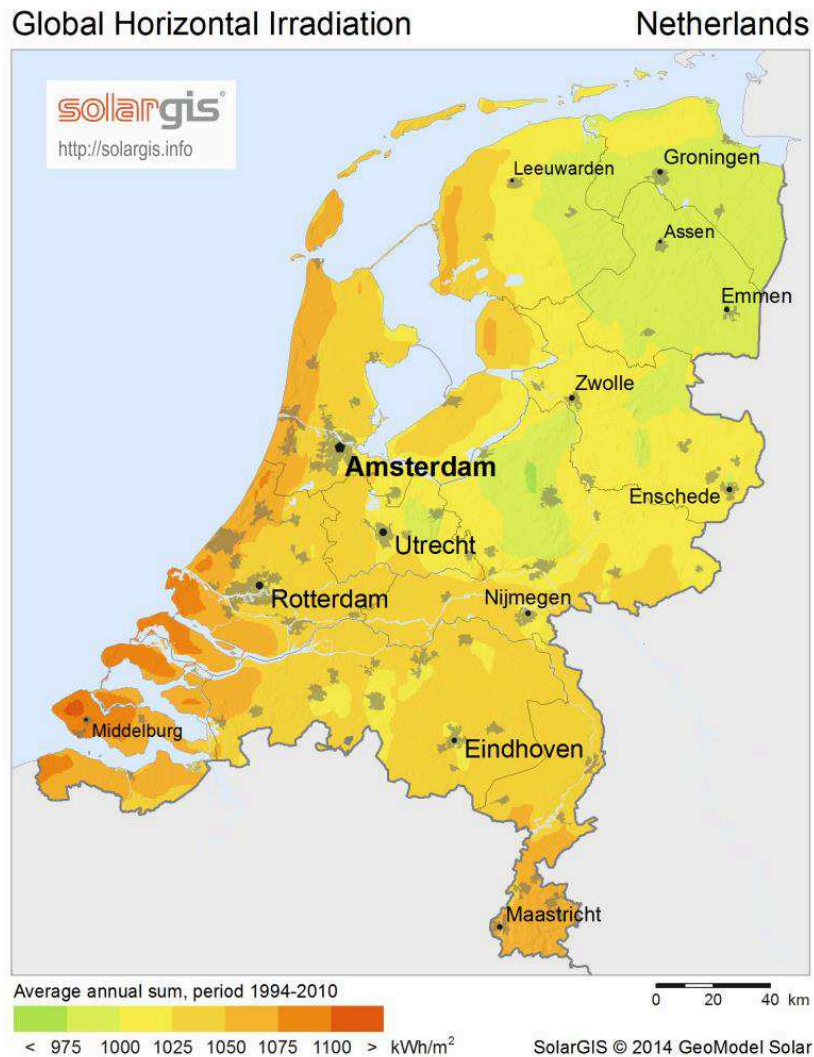 Global Horizontal Irradiation
Netherlands
solargis®
http://solargis.info
Leeuwarden
Groningen
Assen
Emmen
Zwolle
Amsterdam
Enschede
Utrecht
Rotterdam
Nijmegen
Middelburg
Eindhoven
Maastricht
Average annual sum, period 1994-2010
0 20 40 km
< 975 1000 1025 1050 1075 1100 > kWh/m²
SolarGIS © 2014 GeoModel Solar